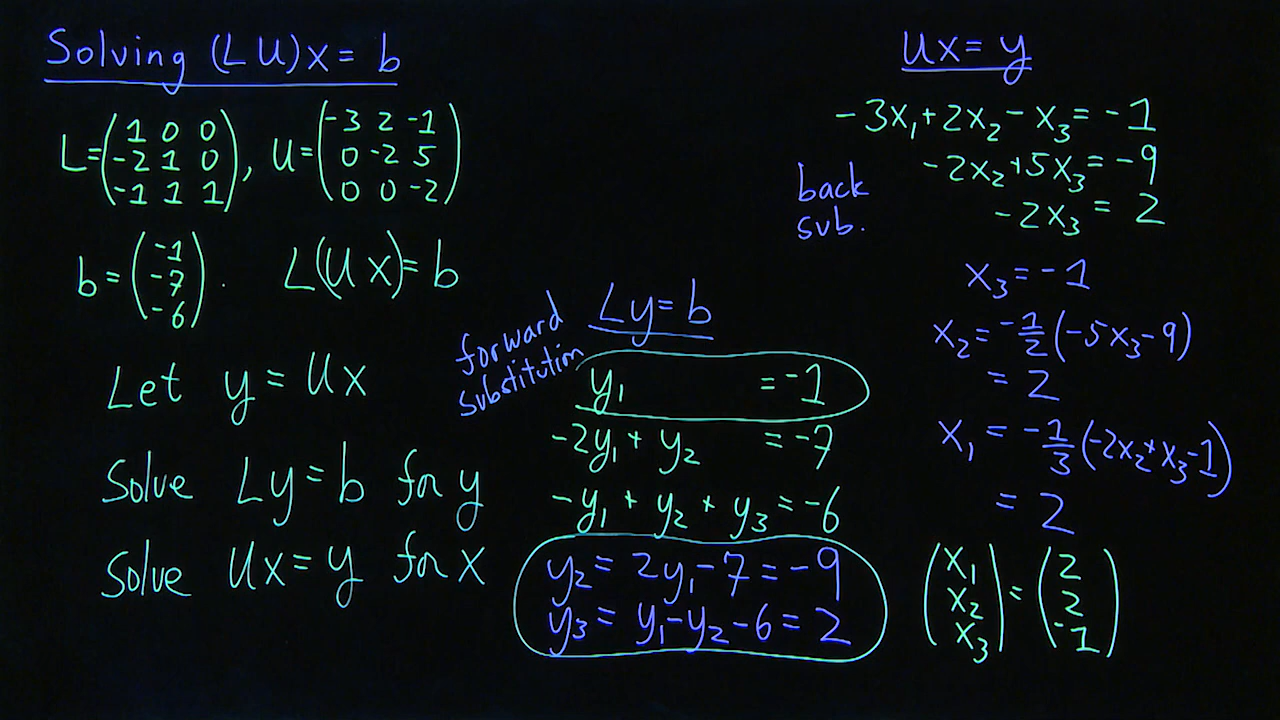 Solving (LU)x = b
L = (1 0 0
-2 1 0
-1 1 1), U = (-3 2 -1
0 -2 5
0 0 -2)
b = (-1
-7
-6). L(Ux) = b
Let y = Ux
Solve Ly = b for y
Solve Ux = y for x
forward
substitution
Ly = b
y₁ = -1
-2y₁ + y₂ = -7
-y₁ + y₂ + y₃ = -6
y₂ = 2y₁ - 7 = -9
y₃ = y₁ - y₂ - 6 = 2
Ux = y
-3x₁ + 2x₂ - x₃ = -1
-2x₂ + 5x₃ = -9
-2x₃ = 2
back
sub.
x₃ = -1
x₂ = -1/2 (-5x₃ - 9)
= 2
x₁ = -1/3 (-2x₂ + x₃ - 1)
= 2
(x₁
x₂
x₃) = (2
2
-1)